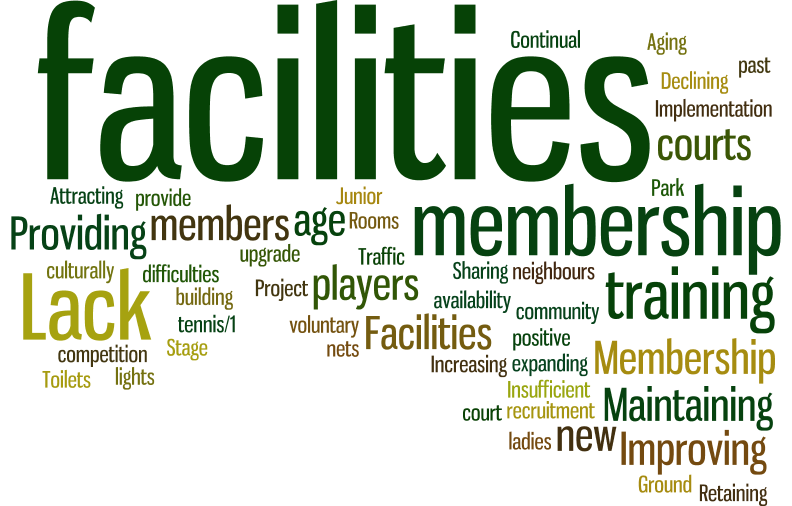 facilities
Continual
Aging
past
Declining
Implementation
courts
Attracting
provide
Junior
Park
Providing
members
age
Rooms
membership
upgrade
Traffic
culturally
difficulties
Sharing
neighbours
training
Lack
building
Project
players
availability
community
tennis/1
voluntary
Facilities
positive
competition
Stage
nets
Increasing
expanding
Membership
Toilets
lights
Insufficient
court
recruitment
Maintaining
ladies
new
Improving
Ground
Retaining